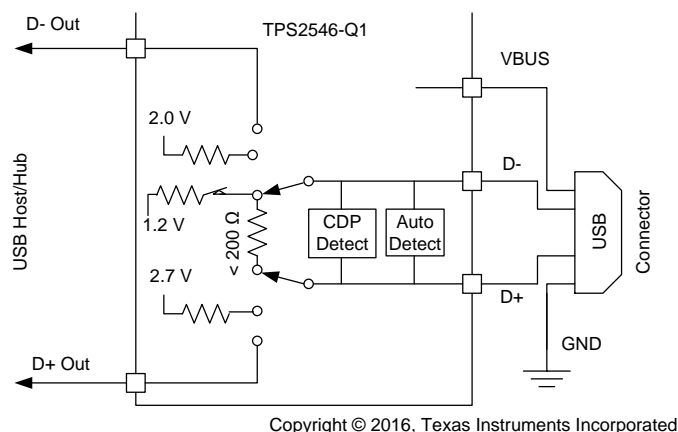 D- Out
TPS2546-Q1
VBUS
2.0 V
D-
1.2 V
< 200 Ω
CDP
Detect
Auto
Detect
USB Host/Hub
USB
Connector
2.7 V
D+
D+ Out
GND
Copyright © 2016, Texas Instruments Incorporated